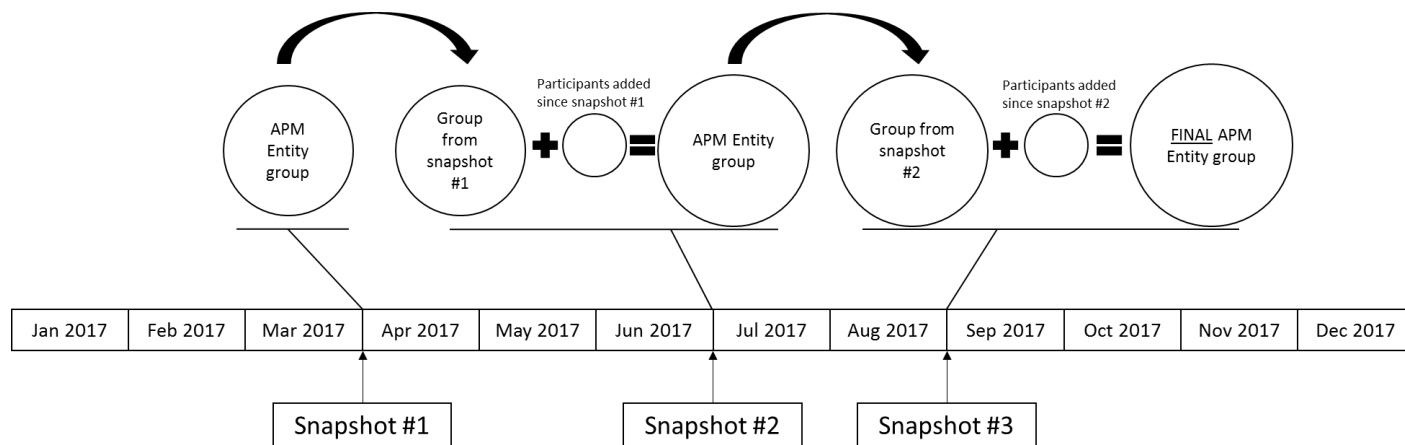 Participants added
since snapshot #1
Participants added
since snapshot #2
APM
Entity
group
Group
from
snapshot
#1
APM Entity
group
Group from
snapshot
#2
FINAL APM
Entity group
Jan 2017 Feb 2017 Mar 2017 Apr 2017 May 2017 Jun 2017 Jul 2017 Aug 2017 Sep 2017 Oct 2017 Nov 2017 Dec 2017
Snapshot #1 Snapshot #2 Snapshot #3